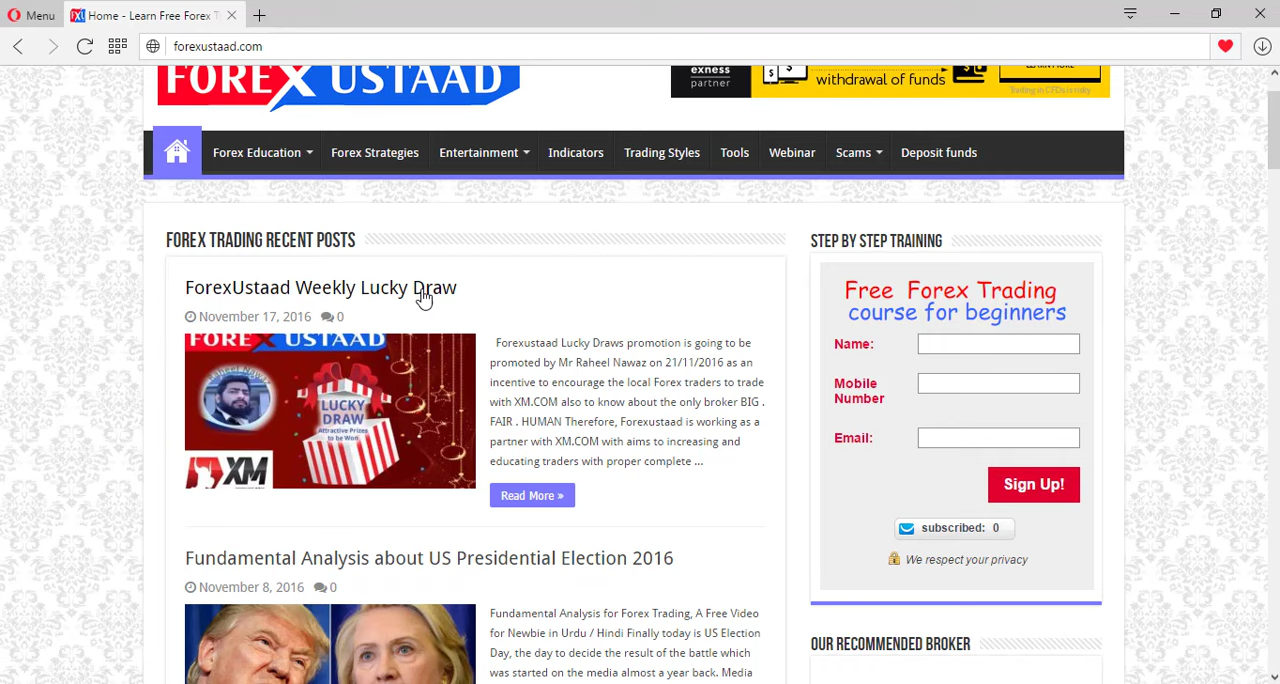 Menu
Home - Learn Free Forex T
forexustaad.com
FOREX USTAAD
exness
partner
withdrawal of funds
Trading in CFDs is risky
Forex Education
Forex Strategies
Entertainment
Indicators
Trading Styles
Tools
Webinar
Scams
Deposit funds
FOREX TRADING RECENT POSTS
ForexUstaad Weekly Lucky Draw
November 17, 2016 0
FOREX USTAAD
Raheel Nawaz
LUCKY
DRAW
Attractive Prizes
to be Won
XM
Forexustaad Lucky Draws promotion is going to be
promoted by Mr Raheel Nawaz on 21/11/2016 as an
incentive to encourage the local Forex traders to trade
with XM.COM also to know about the only broker BIG .
FAIR . HUMAN Therefore, Forexustaad is working as a
partner with XM.COM with aims to increasing and
educating traders with proper complete ...
Read More »
Fundamental Analysis about US Presidential Election 2016
November 8, 2016 0
Fundamental Analysis for Forex Trading, A Free Video
for Newbie in Urdu / Hindi Finally today is US Election
Day, the day to decide the result of the battle which
was started on the media almost a year back. Media
STEP BY STEP TRAINING
Free Forex Trading
course for beginners
Name:
Mobile
Number
Email:
Sign Up!
subscribed: 0
We respect your privacy
OUR RECOMMENDED BROKER